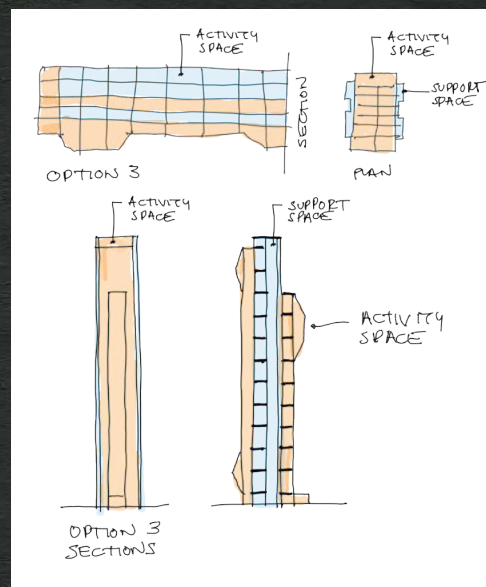 ACTIVITY
SPACE
SECTION
OPTION 3
ACTIVITY
SPACE
SUPPORT
SPACE
PLAN
ACTIVITY
SPACE
SUPPORT
SPACE
ACTIVITY
SPACE
OPTION 3
SECTIONS